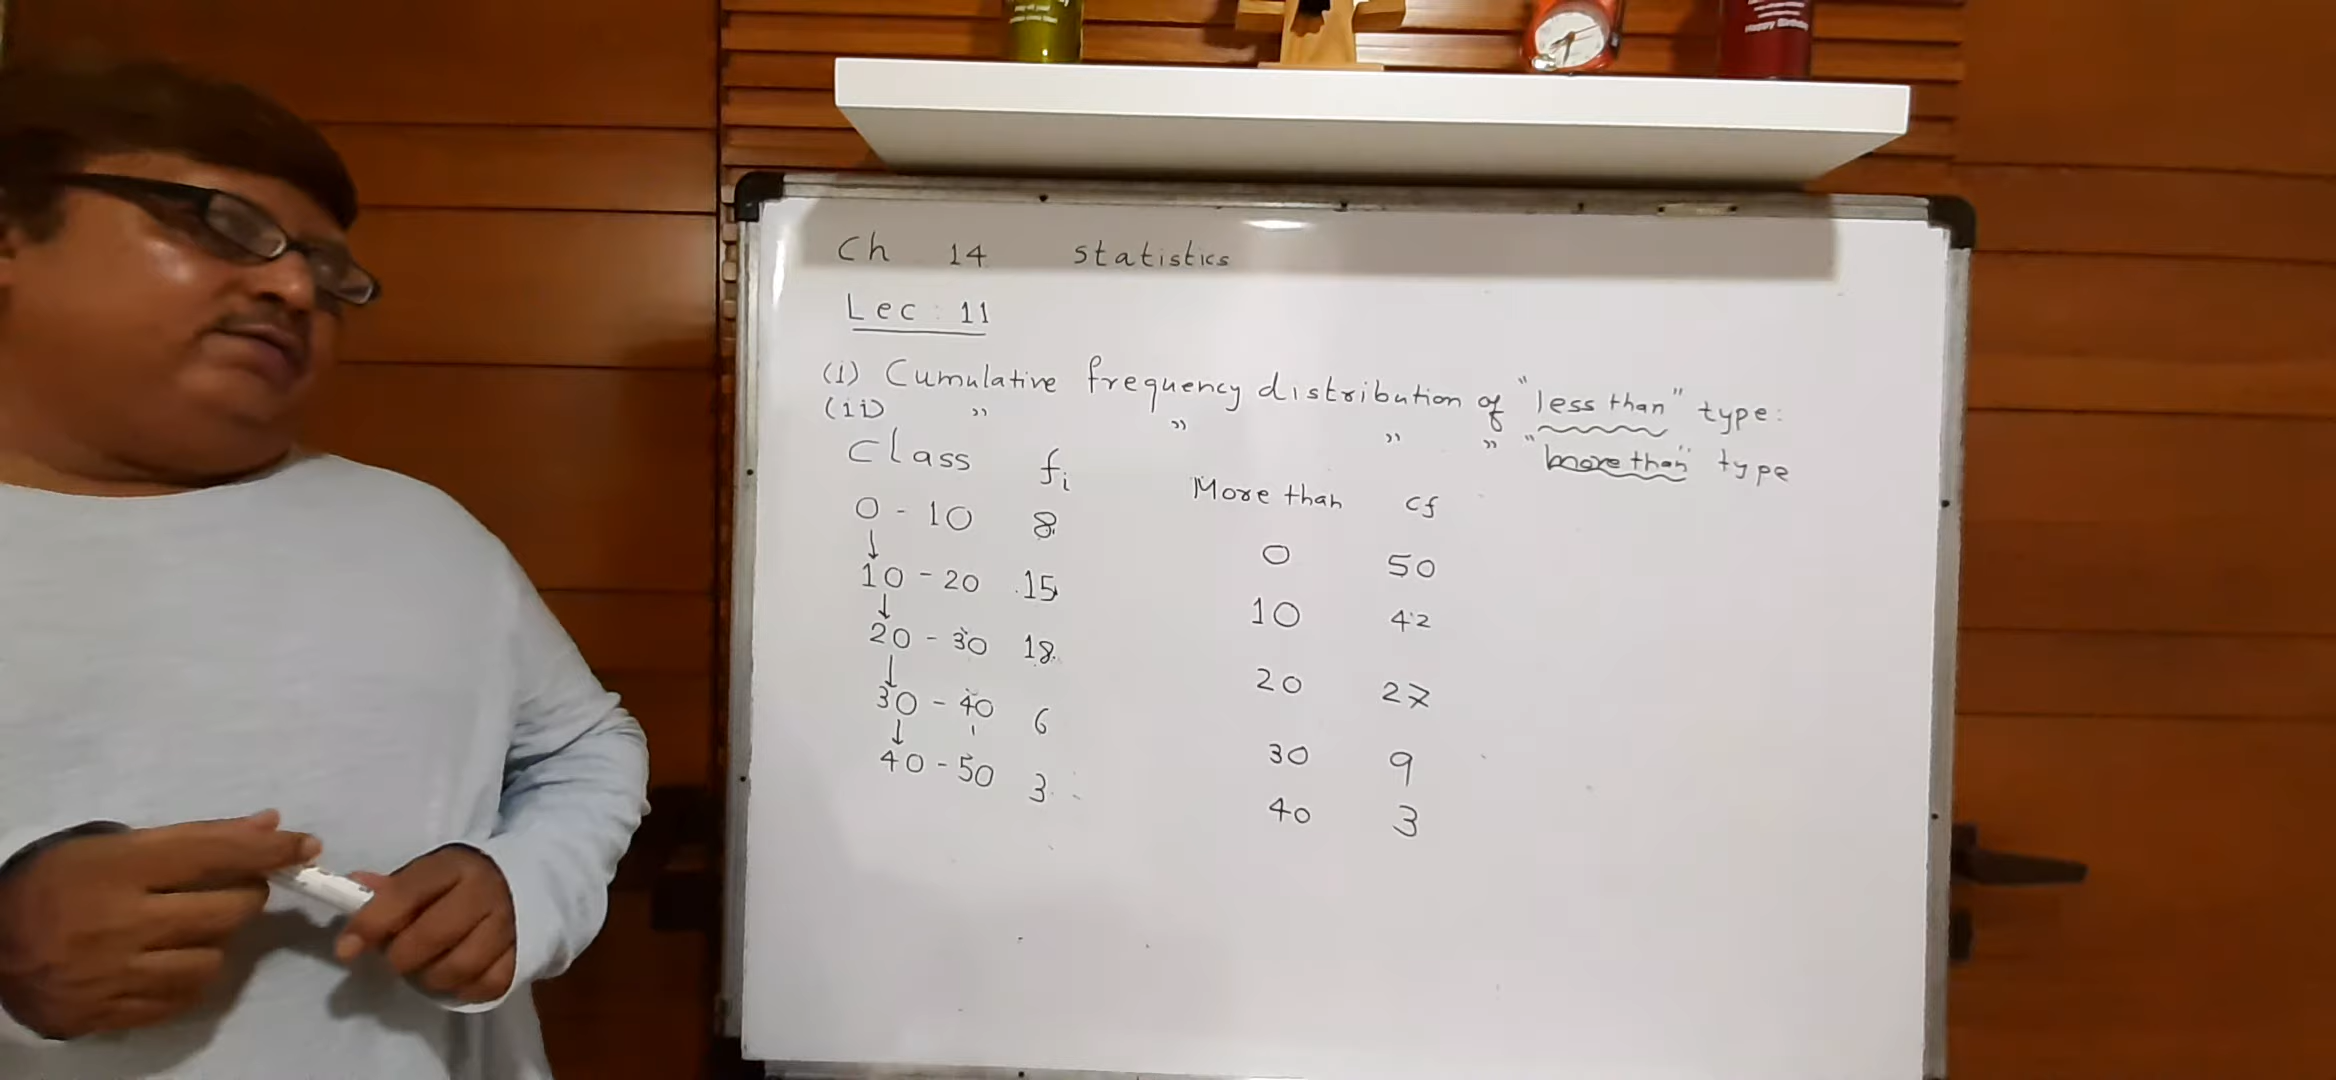 Happy Birthday
Ch 14 statistics
Lec : 11
(i) Cumulative frequency distribution of "less than" type:
(ii) " " " " "more than" type
Class fi More than cf
0 - 10 8 0 50
10 - 20 15 10 42
20 - 30 18 20 27
30 - 40 6 30 9
40 - 50 3 40 3